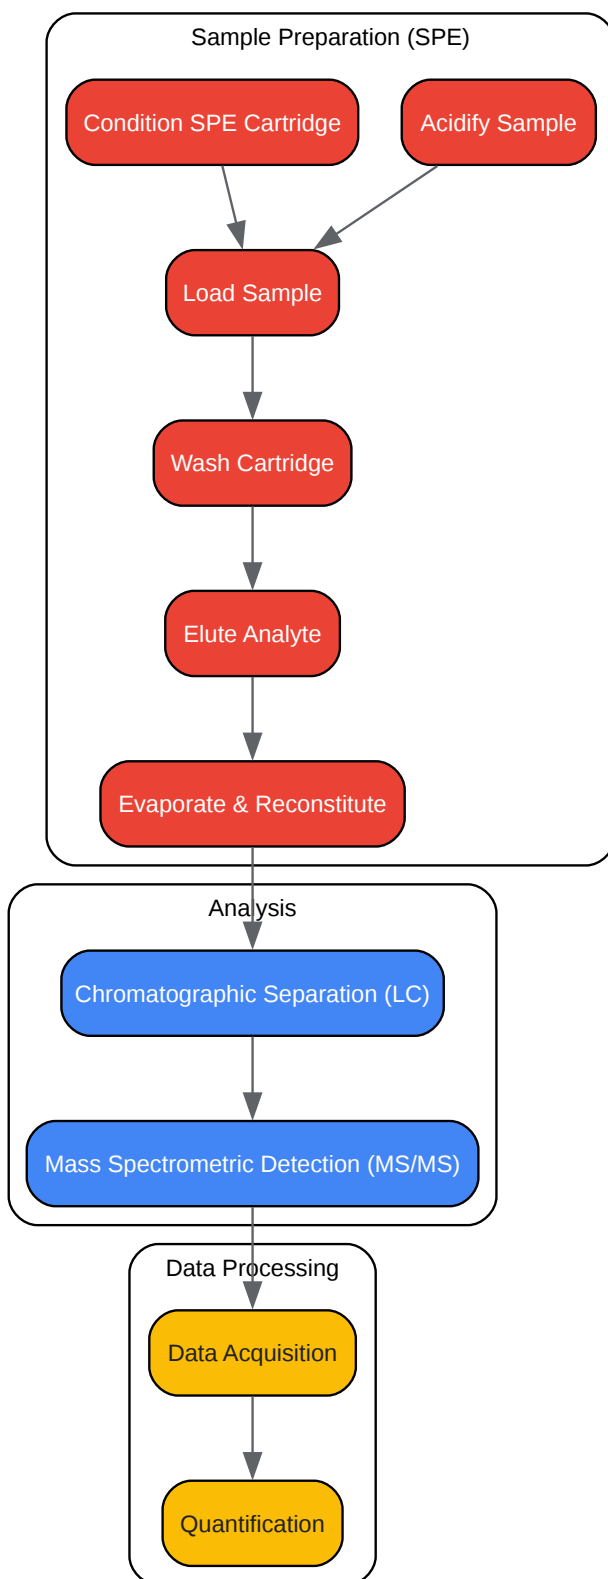 Sample Preparation (SPE)
Condition SPE Cartridge
Acidify Sample
Load Sample
Wash Cartridge
Elute Analyte
Evaporate & Reconstitute
Analysis
Chromatographic Separation (LC)
Mass Spectrometric Detection (MS/MS)
Data Processing
Data Acquisition
Quantification